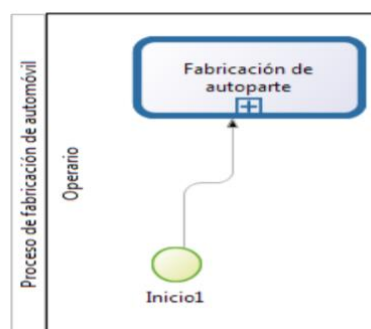 Proceso de fabricación de automóvil
Operario
Fabricación de
autoparte
Inicio1